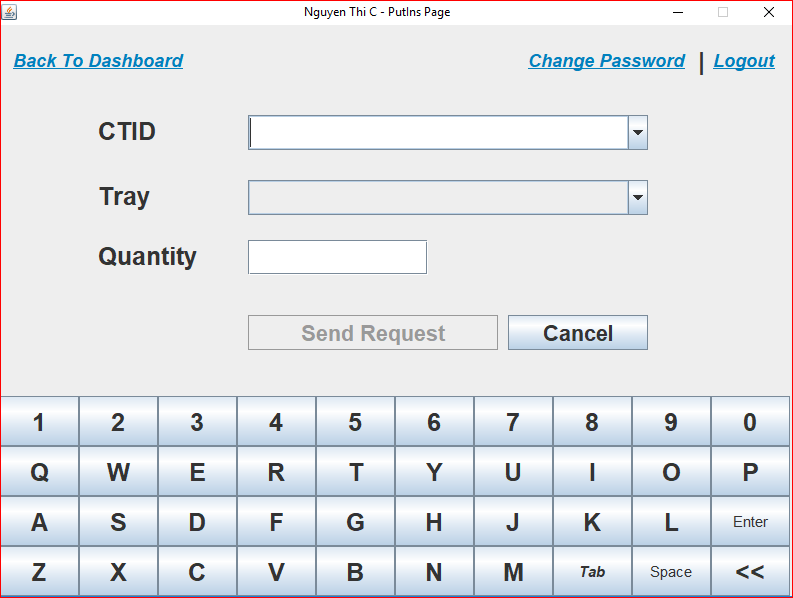 Nguyen Thi C - PutIns Page
Back To Dashboard Change Password | Logout
CTID
Tray
Quantity
Send Request Cancel
1 2 3 4 5 6 7 8 9 0
Q W E R T Y U I O P
A S D F G H J K L Enter
Z X C V B N M Tab Space <<